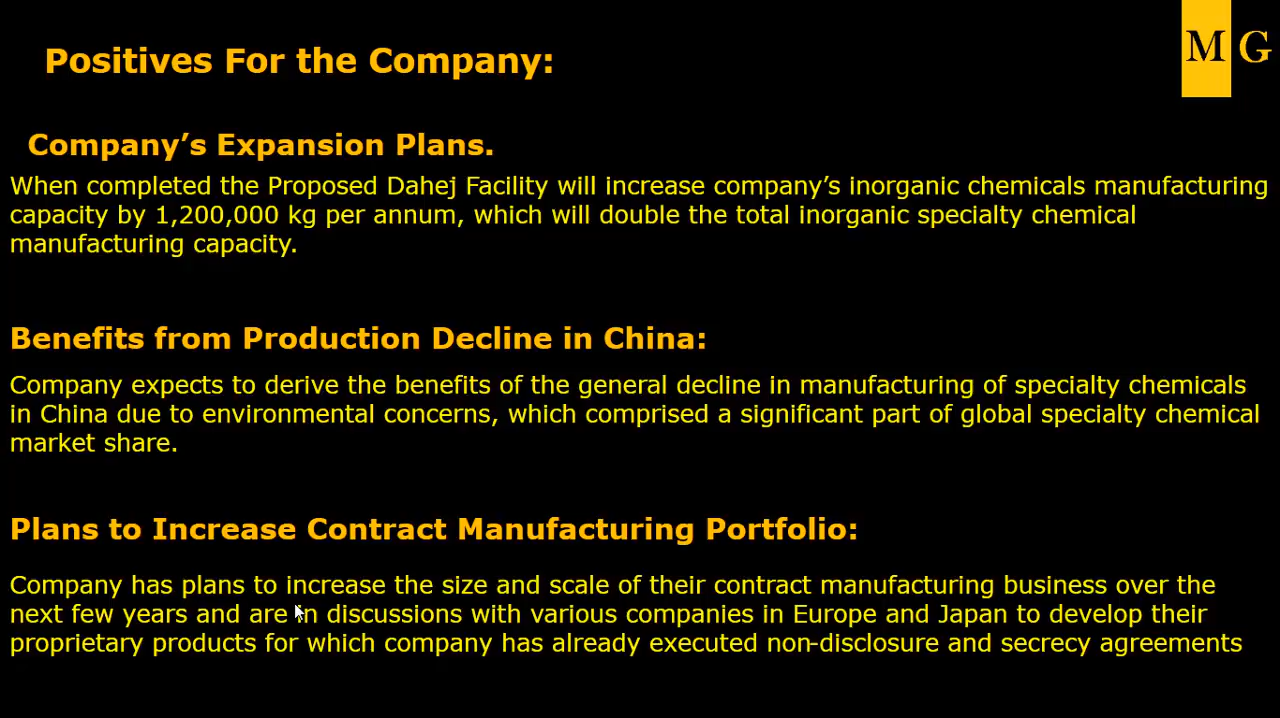 Positives For the Company:
M G
Company’s Expansion Plans.
When completed the Proposed Dahej Facility will increase company’s inorganic chemicals manufacturing
capacity by 1,200,000 kg per annum, which will double the total inorganic specialty chemical
manufacturing capacity.
Benefits from Production Decline in China:
Company expects to derive the benefits of the general decline in manufacturing of specialty chemicals
in China due to environmental concerns, which comprised a significant part of global specialty chemical
market share.
Plans to Increase Contract Manufacturing Portfolio:
Company has plans to increase the size and scale of their contract manufacturing business over the
next few years and are in discussions with various companies in Europe and Japan to develop their
proprietary products for which company has already executed non-disclosure and secrecy agreements